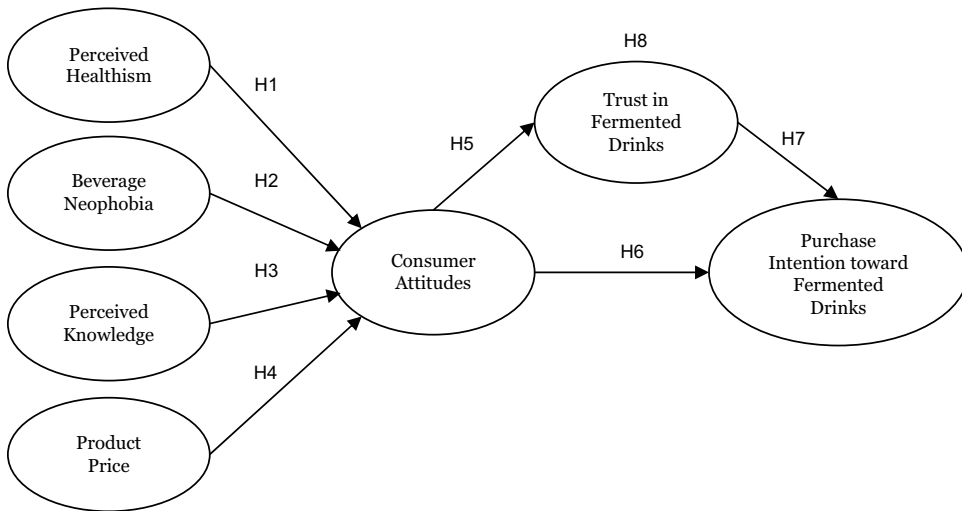 Perceived
Healthism
H1
Beverage
Neophobia
H2
Perceived
Knowledge
H3
Product
Price
H4
Consumer
Attitudes
H5
H6
H8
Trust in
Fermented
Drinks
H7
Purchase
Intention toward
Fermented
Drinks